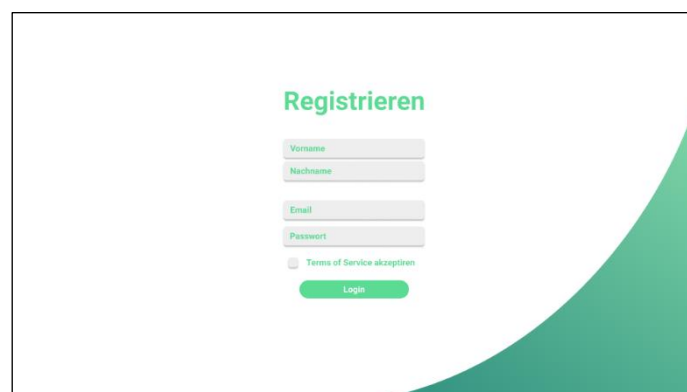 Registrieren
Vorname
Nachname
Email
Passwort
Terms of Service akzeptiren
Login